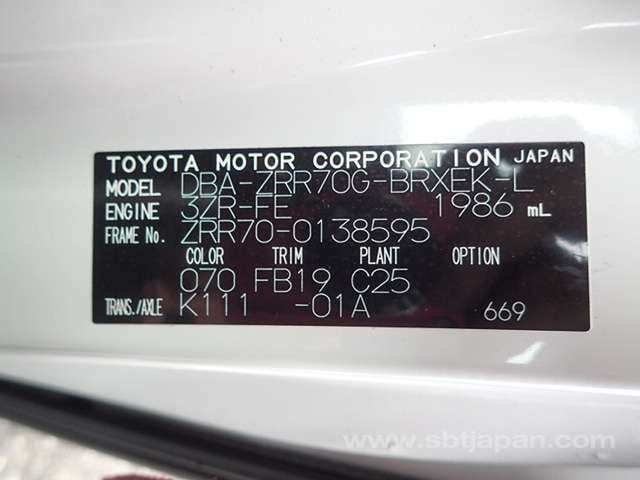 TOYOTA MOTOR CORPORATION JAPAN
MODEL DBA-ZRR70G-BRXEK-L
ENGINE 3ZR-FE 1986 mL
FRAME No. ZRR70-0138595
COLOR TRIM PLANT OPTION
070 FB19 C25
TRANS./AXLE K111 -01A 669
www.sbtjapan.com